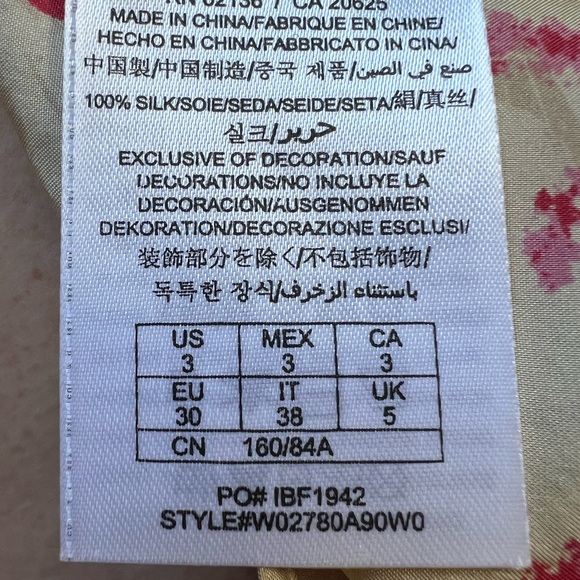 RN 62136 / CA 20625
MADE IN CHINA/FABRIQUE EN CHINE/
HECHO EN CHINA/FABBRICATO IN CINA/
中国製/中国制造/중국 제품/صنع في الصين/
100% SILK/SOIE/SEDA/SEIDE/SETA/絹/真丝/
실크/حرير/
EXCLUSIVE OF DECORATION/SAUF
DECORATIONS/NO INCLUYE LA
DECORACIÓN/AUSGENOMMEN
DEKORATION/DECORAZIONE ESCLUSI/
装飾部分を除く/不包括饰物/
독특한 장식/باستثناء الزخرف/
US MEX CA
3 3 3
EU IT UK
30 38 5
CN 160/84A
PO# IBF1942
STYLE#W02780A90W0